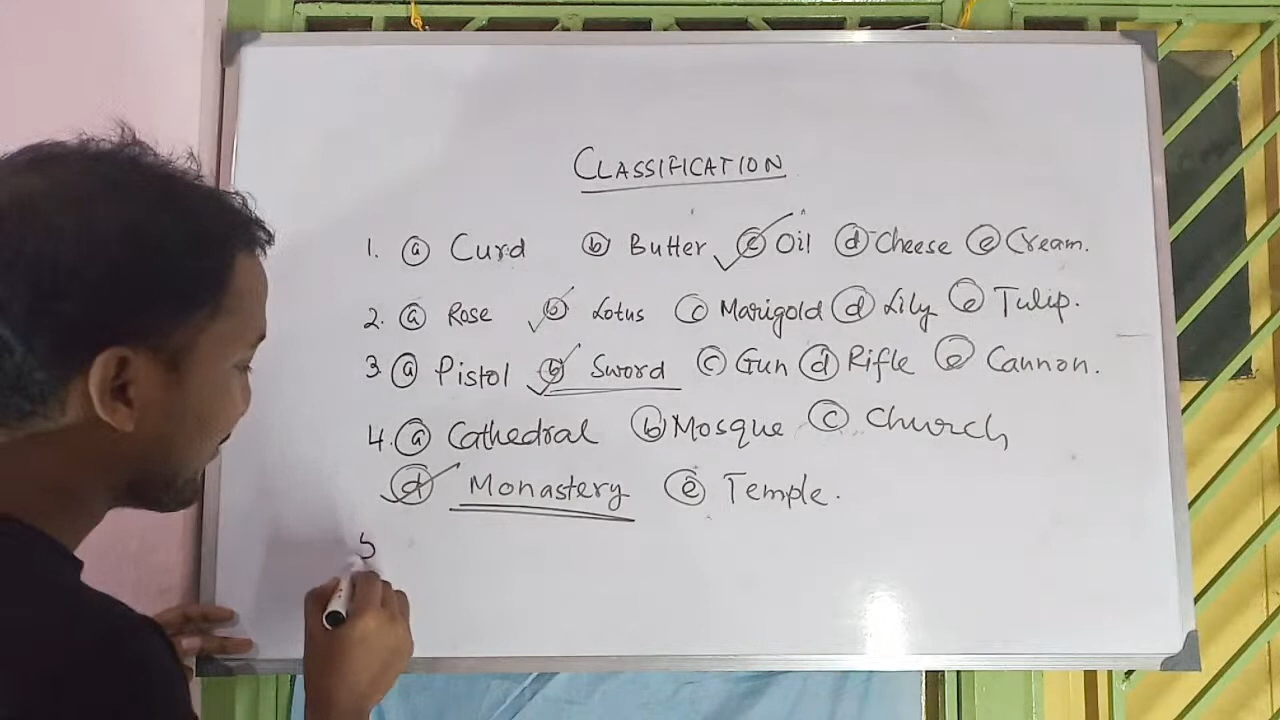 CLASSIFICATION
1. a Curd b Butter c Oil d Cheese e Cream.
2. a Rose b Lotus c Marigold d Lily e Tulip.
3 a Pistol b Sword c Gun d Rifle e Cannon.
4. a Cathedral b Mosque c Church
d Monastery e Temple.
5